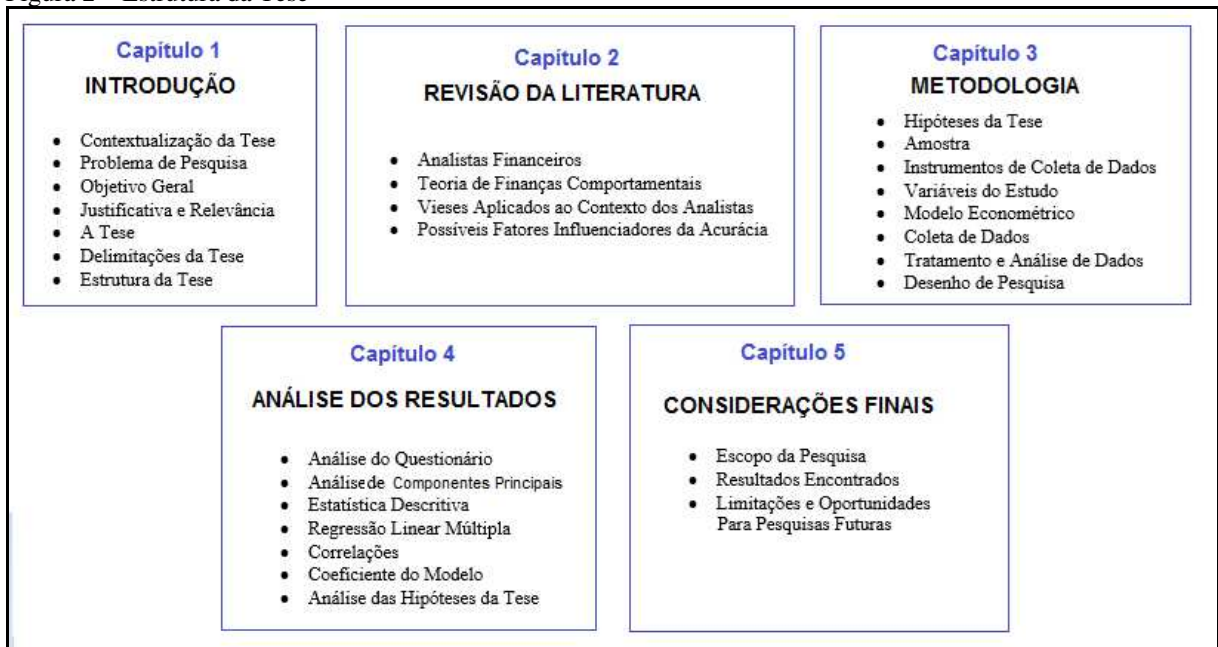 Figura 2 – Estrutura da Tese
Capítulo 1
INTRODUÇÃO
• Contextualização da Tese
• Problema de Pesquisa
• Objetivo Geral
• Justificativa e Relevância
• A Tese
• Delimitações da Tese
• Estrutura da Tese
Capítulo 2
REVISÃO DA LITERATURA
• Analistas Financeiros
• Teoria de Finanças Comportamentais
• Vieses Aplicados ao Contexto dos Analistas
• Possíveis Fatores Influenciadores da Acurácia
Capítulo 3
METODOLOGIA
• Hipóteses da Tese
• Amostra
• Instrumentos de Coleta de Dados
• Variáveis do Estudo
• Modelo Econométrico
• Coleta de Dados
• Tratamento e Análise de Dados
• Desenho de Pesquisa
Capítulo 4
ANÁLISE DOS RESULTADOS
• Análise do Questionário
• Análisede Componentes Principais
• Estatística Descritiva
• Regressão Linear Múltipla
• Correlações
• Coeficiente do Modelo
• Análise das Hipóteses da Tese
Capítulo 5
CONSIDERAÇÕES FINAIS
• Escopo da Pesquisa
• Resultados Encontrados
• Limitações e Oportunidades
Para Pesquisas Futuras